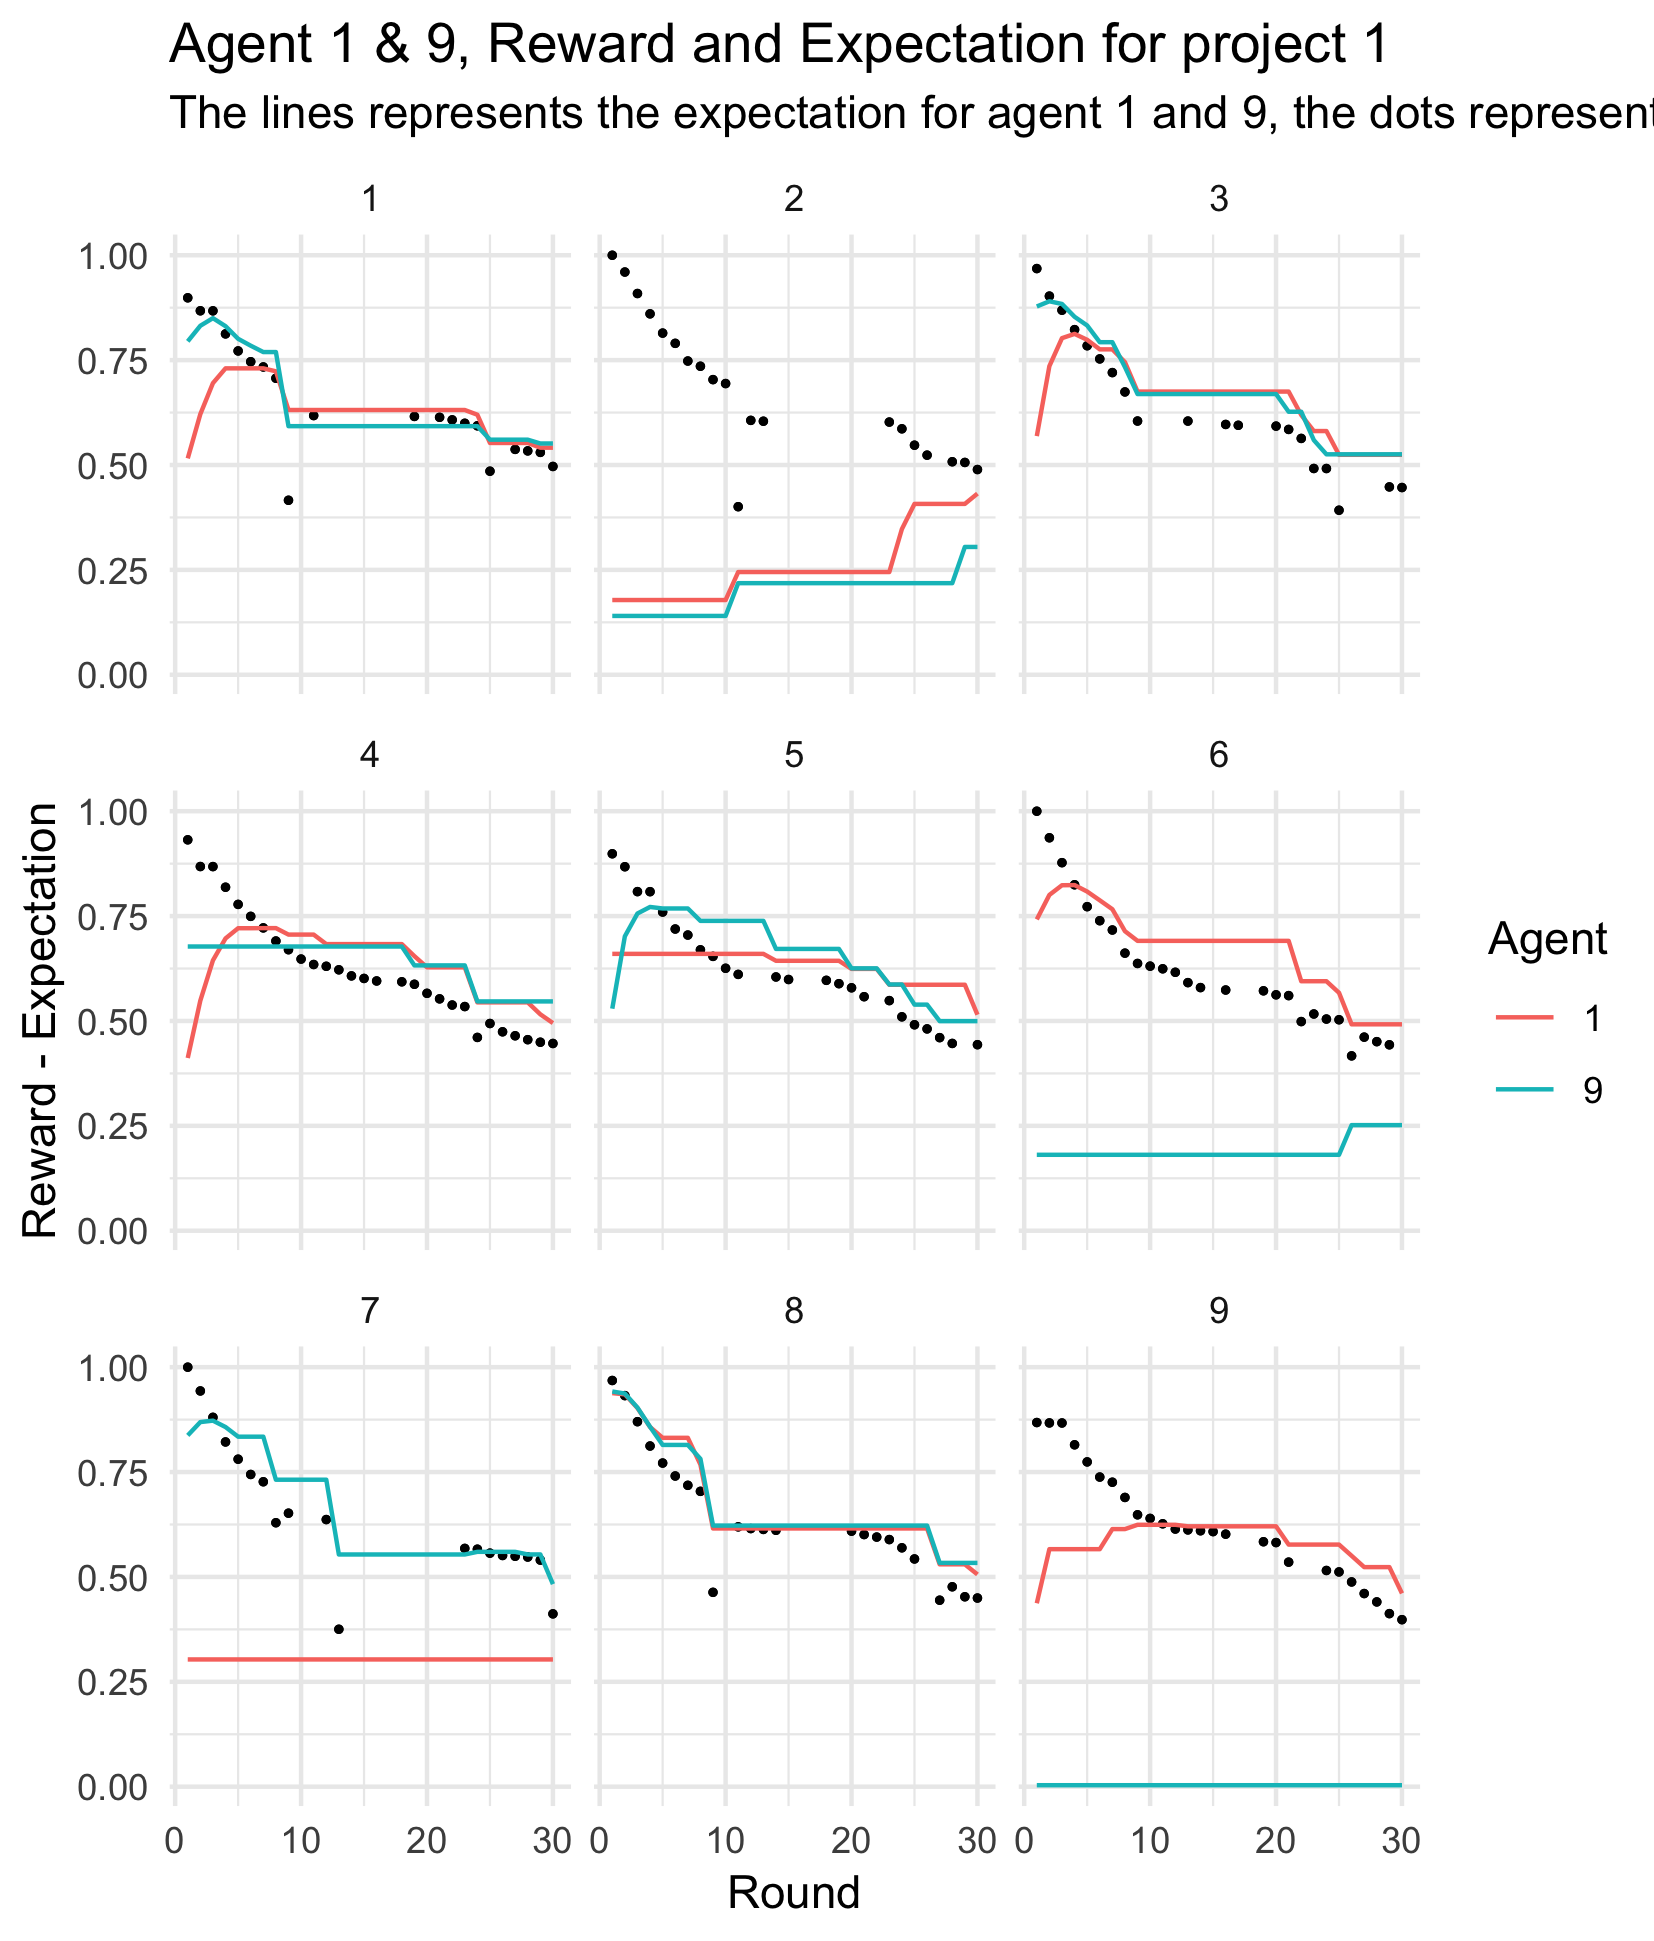 Agent 1 & 9, Reward and Expectation for project 1
The lines represents the expectation for agent 1 and 9, the dots represent
1 2 3
1.00
0.75
0.50
0.25
0.00
4 5 6
1.00
0.75
0.50
0.25
0.00
Reward - Expectation
Agent
1
9
7 8 9
1.00
0.75
0.50
0.25
0.00
0 10 20 30 0 10 20 30 0 10 20 30
Round